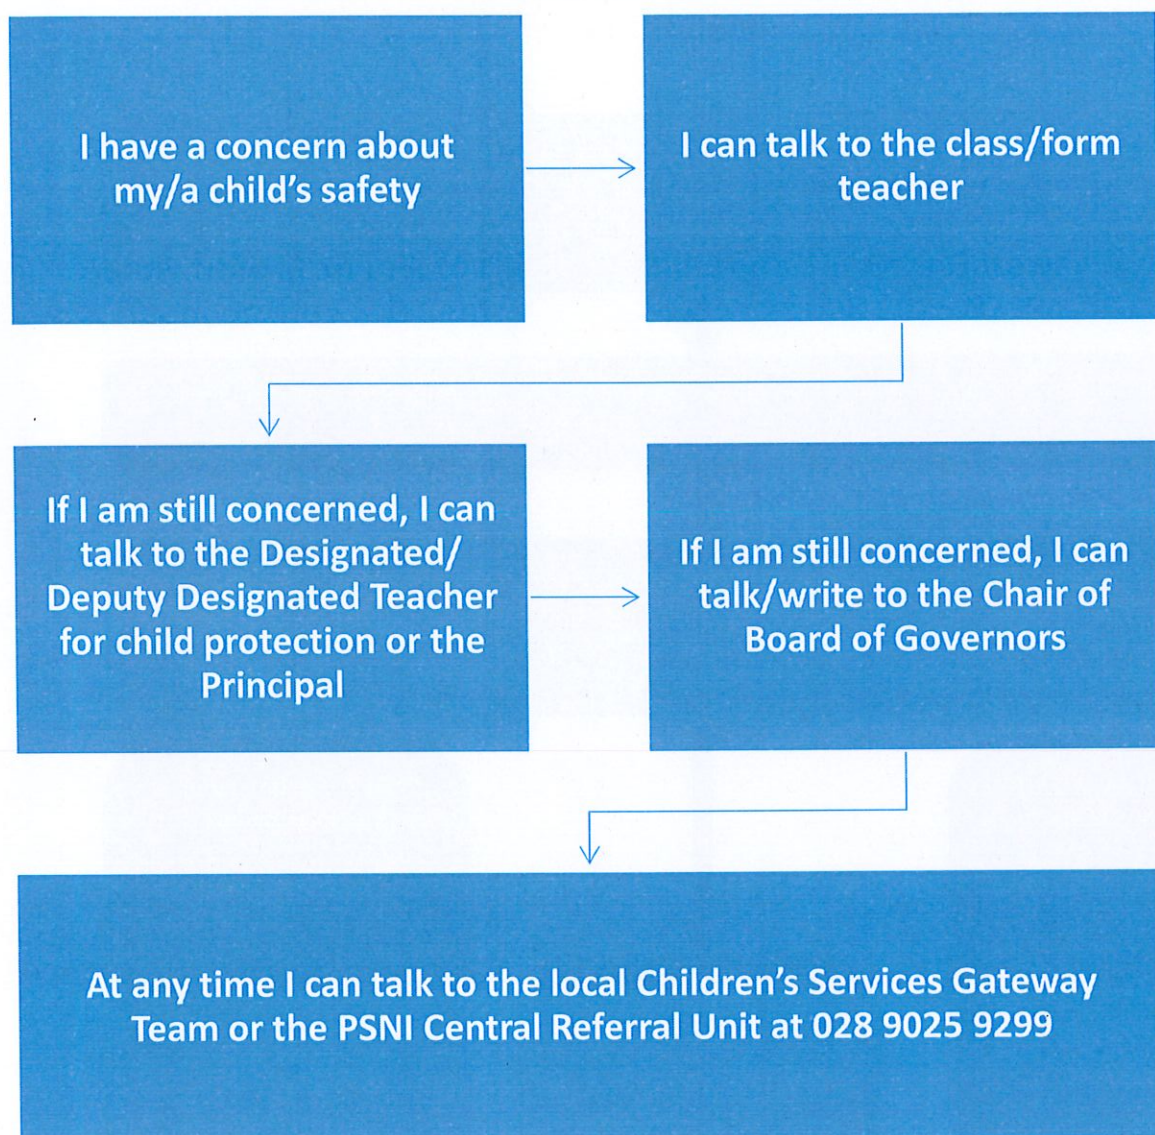 I have a concern about
my/a child's safety
I can talk to the class/form
teacher
If I am still concerned, I can
talk to the Designated/
Deputy Designated Teacher
for child protection or the
Principal
If I am still concerned, I can
talk/write to the Chair of
Board of Governors
At any time I can talk to the local Children's Services Gateway
Team or the PSNI Central Referral Unit at 028 9025 9299